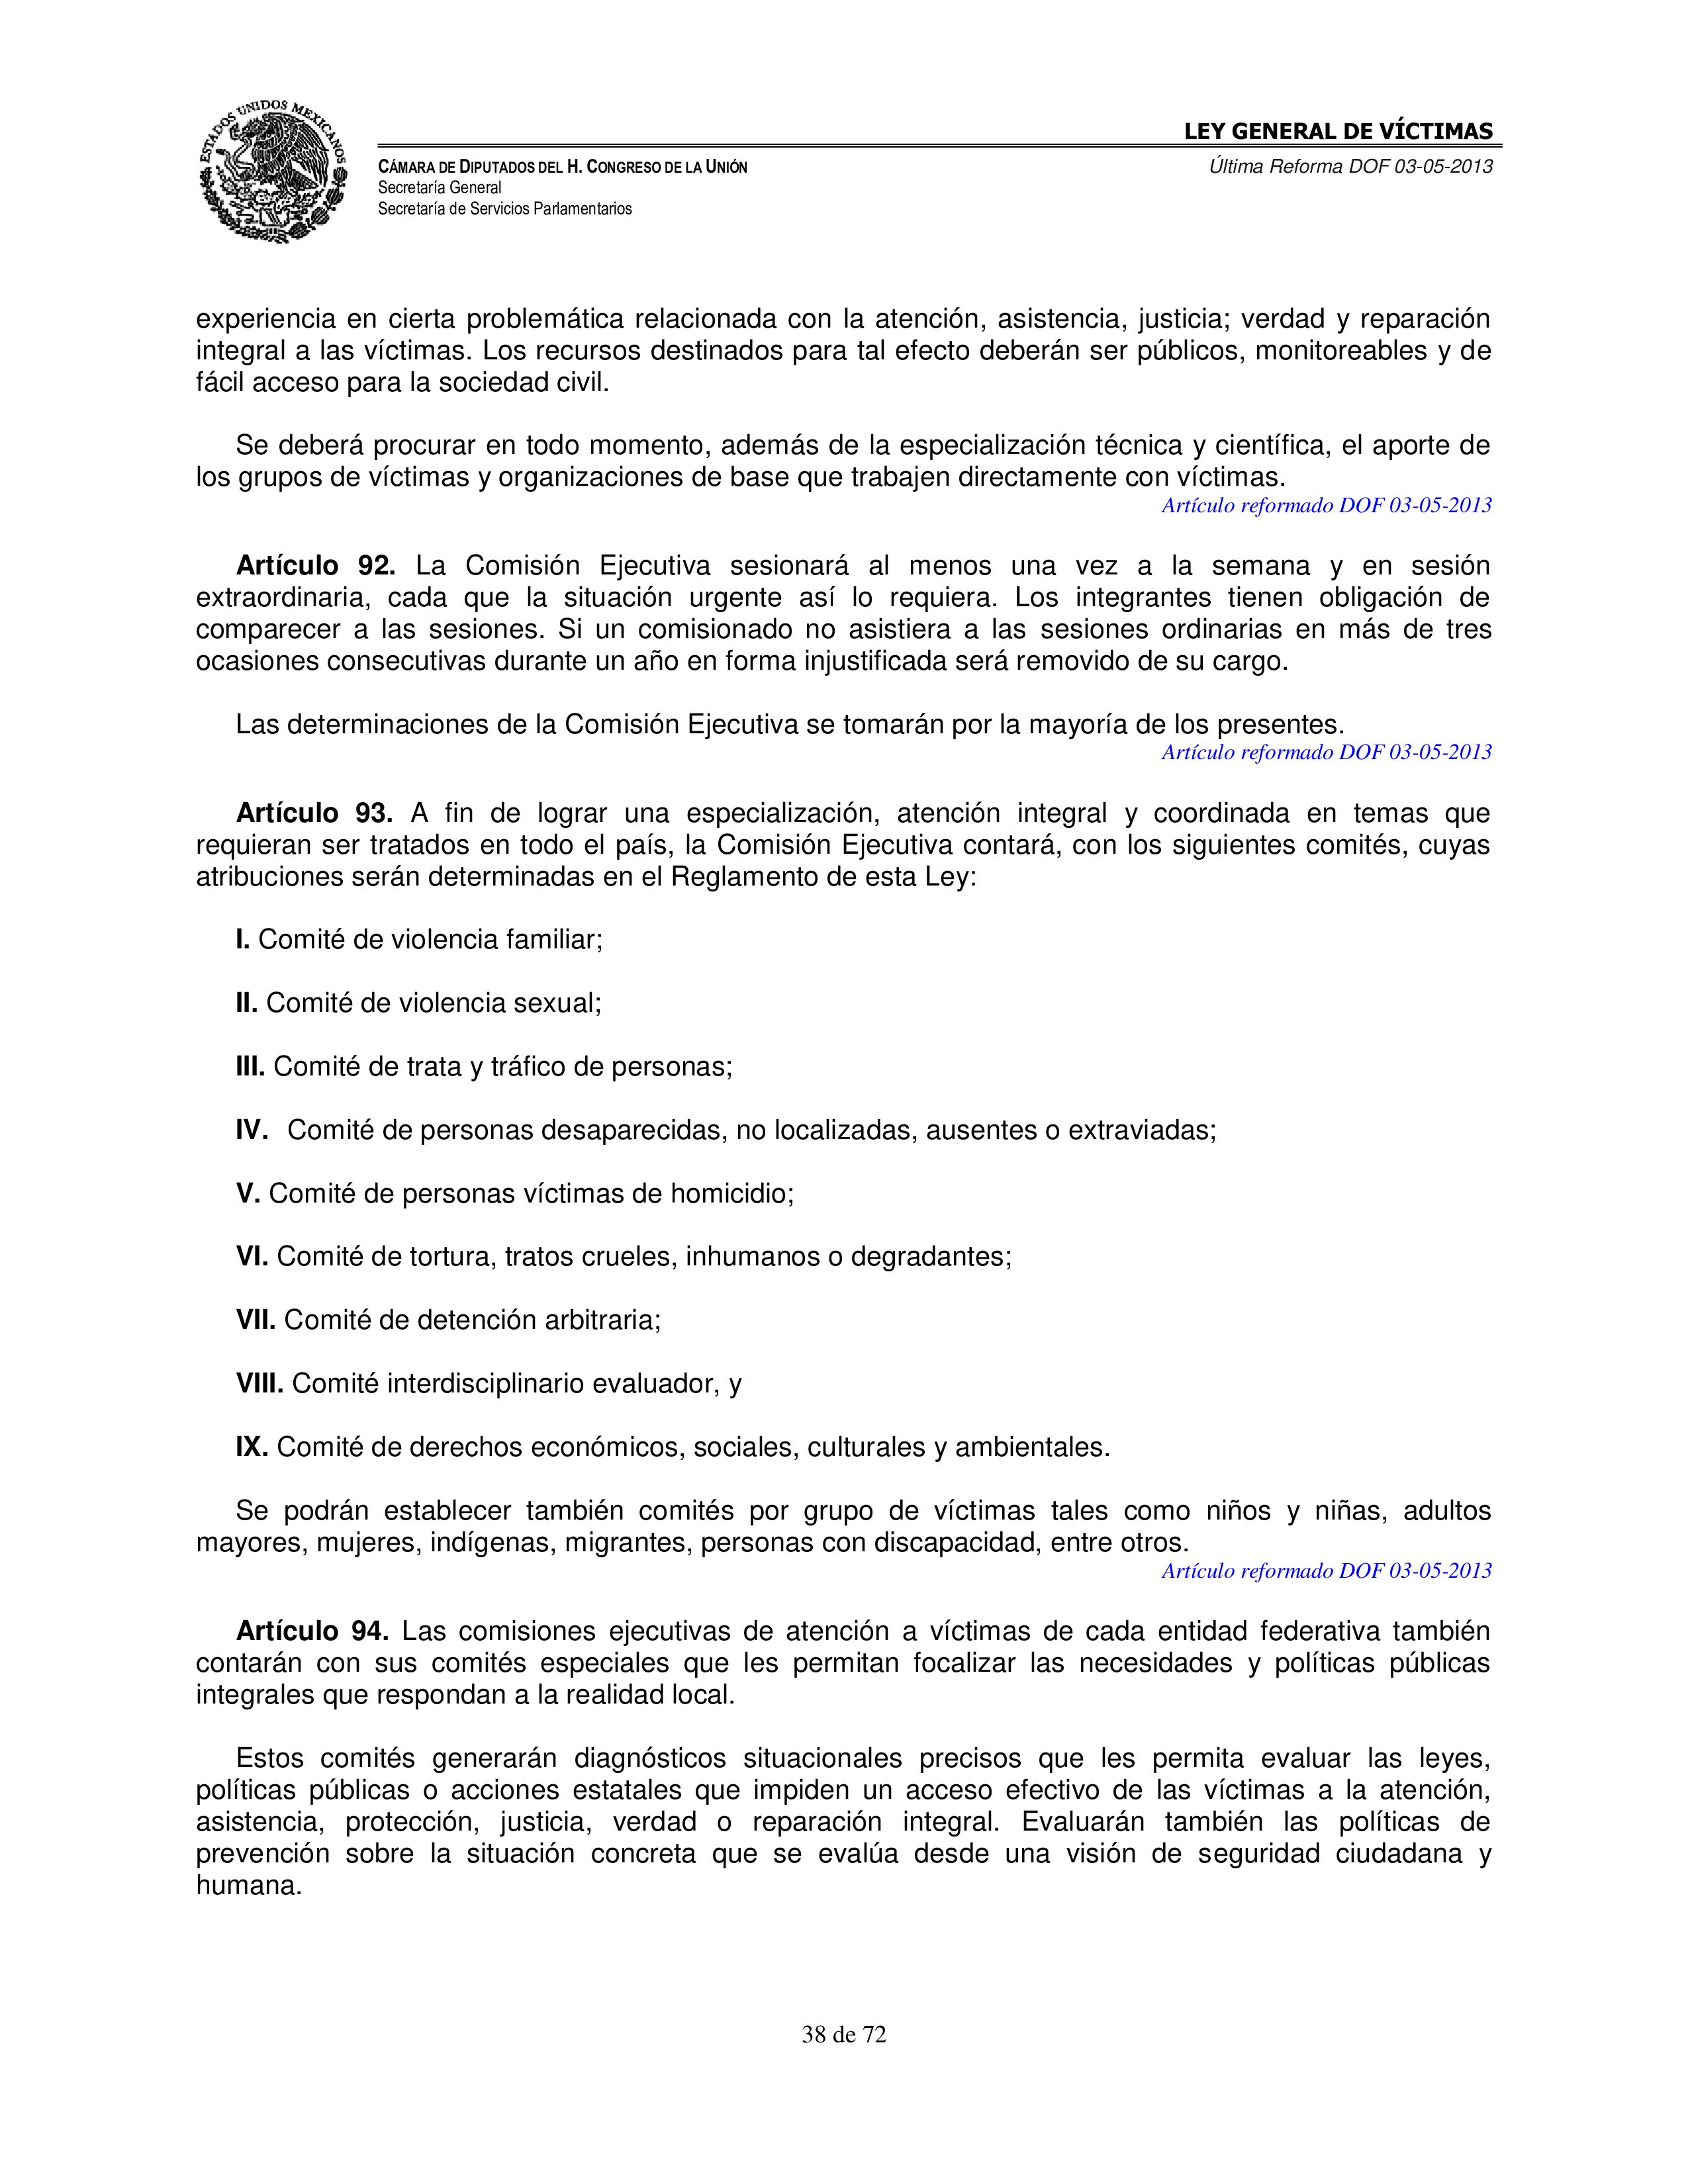 ESTADOS UNIDOS MEXICANOS
LEY GENERAL DE VÍCTIMAS
CÁMARA DE DIPUTADOS DEL H. CONGRESO DE LA UNIÓN
Última Reforma DOF 03-05-2013
Secretaría General
Secretaría de Servicios Parlamentarios
experiencia en cierta problemática relacionada con la atención, asistencia, justicia; verdad y reparación
integral a las víctimas. Los recursos destinados para tal efecto deberán ser públicos, monitoreables y de
fácil acceso para la sociedad civil.
Se deberá procurar en todo momento, además de la especialización técnica y científica, el aporte de
los grupos de víctimas y organizaciones de base que trabajen directamente con víctimas.
Artículo reformado DOF 03-05-2013
Artículo 92. La Comisión Ejecutiva sesionará al menos una vez a la semana y en sesión
extraordinaria, cada que la situación urgente así lo requiera. Los integrantes tienen obligación de
comparecer a las sesiones. Si un comisionado no asistiera a las sesiones ordinarias en más de tres
ocasiones consecutivas durante un año en forma injustificada será removido de su cargo.
Las determinaciones de la Comisión Ejecutiva se tomarán por la mayoría de los presentes.
Artículo reformado DOF 03-05-2013
Artículo 93. A fin de lograr una especialización, atención integral y coordinada en temas que
requieran ser tratados en todo el país, la Comisión Ejecutiva contará, con los siguientes comités, cuyas
atribuciones serán determinadas en el Reglamento de esta Ley:
I. Comité de violencia familiar;
II. Comité de violencia sexual;
III. Comité de trata y tráfico de personas;
IV. Comité de personas desaparecidas, no localizadas, ausentes o extraviadas;
V. Comité de personas víctimas de homicidio;
VI. Comité de tortura, tratos crueles, inhumanos o degradantes;
VII. Comité de detención arbitraria;
VIII. Comité interdisciplinario evaluador, y
IX. Comité de derechos económicos, sociales, culturales y ambientales.
Se podrán establecer también comités por grupo de víctimas tales como niños y niñas, adultos
mayores, mujeres, indígenas, migrantes, personas con discapacidad, entre otros.
Artículo reformado DOF 03-05-2013
Artículo 94. Las comisiones ejecutivas de atención a víctimas de cada entidad federativa también
contarán con sus comités especiales que les permitan focalizar las necesidades y políticas públicas
integrales que respondan a la realidad local.
Estos comités generarán diagnósticos situacionales precisos que les permita evaluar las leyes,
políticas públicas o acciones estatales que impiden un acceso efectivo de las víctimas a la atención,
asistencia, protección, justicia, verdad o reparación integral. Evaluarán también las políticas de
prevención sobre la situación concreta que se evalúa desde una visión de seguridad ciudadana y
humana.
38 de 72